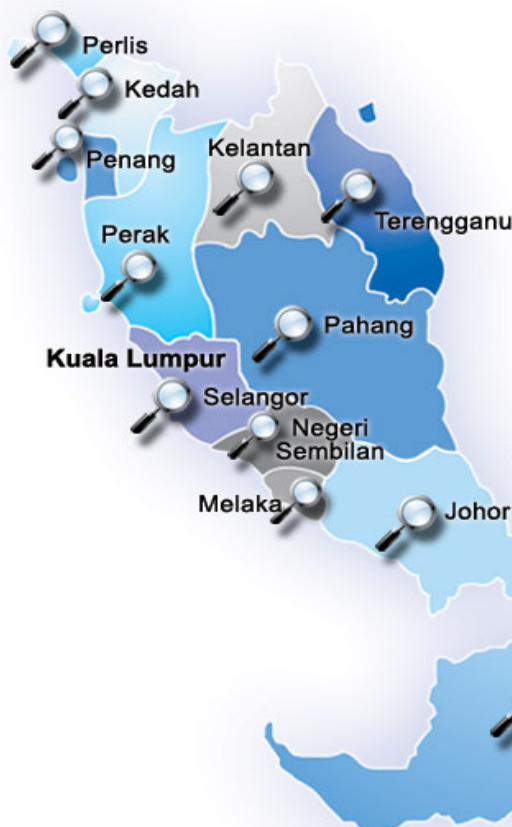 Perlis
Kedah
Penang
Kelantan
Terengganu
Perak
Pahang
Kuala Lumpur
Selangor
Negeri
Sembilan
Melaka
Johor